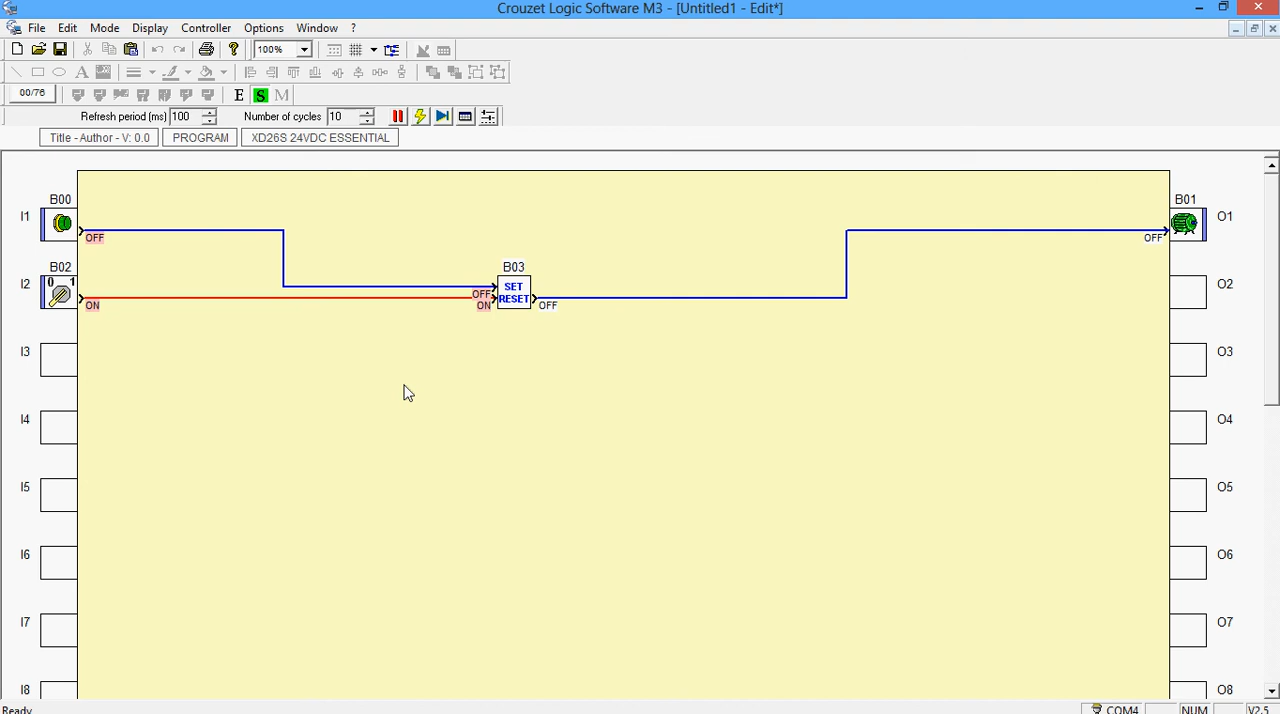 Crouzet Logic Software M3 - [Untitled1 - Edit*]
File Edit Mode Display Controller Options Window ?
100%
00/76 E S M
Refresh period (ms) 100 Number of cycles 10
Title - Author - V: 0.0 PROGRAM XD26S 24VDC ESSENTIAL
B00 B01
I1 O1
OFF OFF
B02 B03
I2 0 1 SET O2
OFF RESET
ON ON OFF
I3 O3
I4 O4
I5 O5
I6 O6
I7 O7
I8 O8
Ready COM4 NUM V2.5